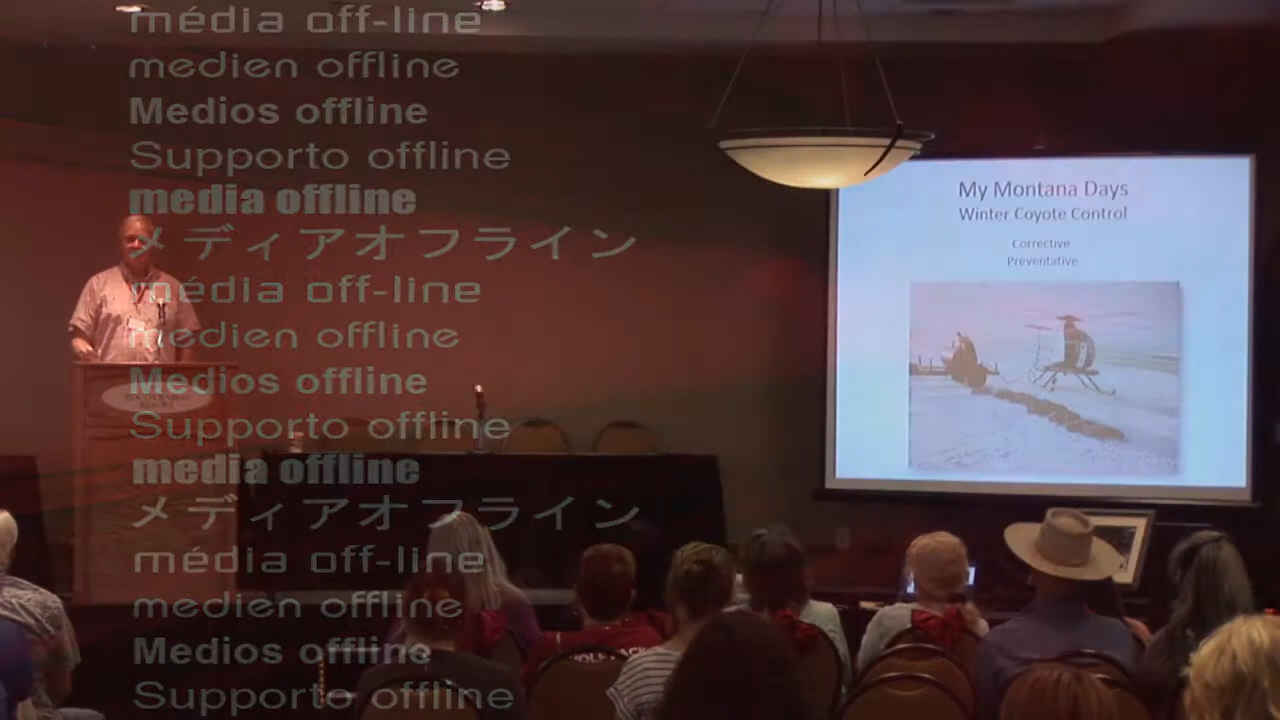 média off-line
medien offline
Medios offline
Supporto offline
media offline
メディアオフライン
média off-line
medien offline
Medios offline
Supporto offline
media offline
メディアオフライン
média off-line
medien offline
Medios offline
Supporto offline
My Montana Days
Winter Coyote Control
Corrective
Preventative